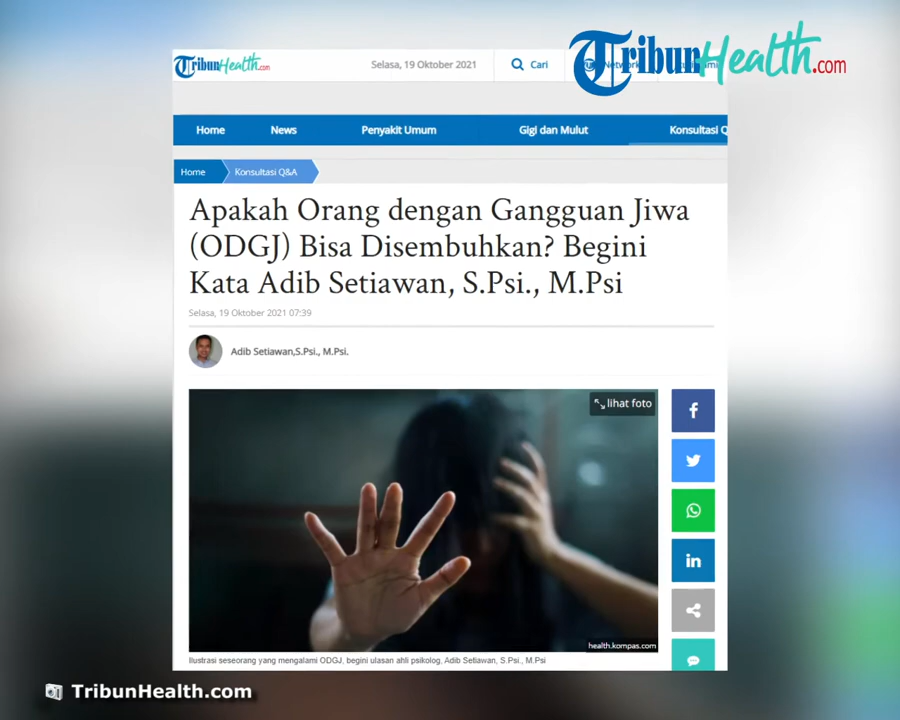 TribunHealth.com
TribunHealth.com
Selasa, 19 Oktober 2021
Cari
Network
Home
News
Penyakit Umum
Gigi dan Mulut
Konsultasi Q
Home
Konsultasi Q&A
Apakah Orang dengan Gangguan Jiwa
(ODGJ) Bisa Disembuhkan? Begini
Kata Adib Setiawan, S.Psi., M.Psi
Selasa, 19 Oktober 2021 07:39
Adib Setiawan,S.Psi., M.Psi.
lihat foto
health.kompas.com
Ilustrasi seseorang yang mengalami ODGJ, begini ulasan ahli psikolog, Adib Setiawan, S.Psi., M.Psi
TribunHealth.com